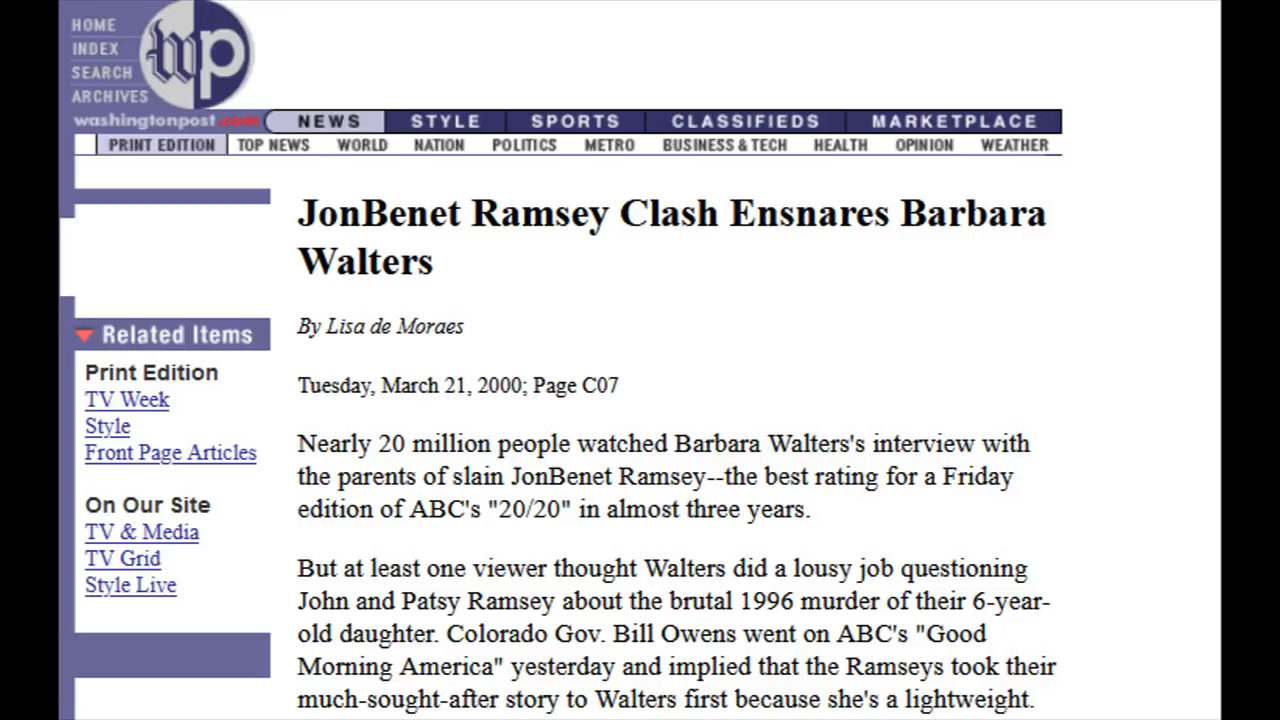 HOME
INDEX
SEARCH
ARCHIVES
wp
washingtonpost.com
NEWS STYLE SPORTS CLASSIFIEDS MARKETPLACE
PRINT EDITION TOP NEWS WORLD NATION POLITICS METRO BUSINESS & TECH HEALTH OPINION WEATHER
JonBenet Ramsey Clash Ensnares Barbara
Walters
By Lisa de Moraes
Tuesday, March 21, 2000; Page C07
Nearly 20 million people watched Barbara Walters's interview with
the parents of slain JonBenet Ramsey--the best rating for a Friday
edition of ABC's "20/20" in almost three years.
But at least one viewer thought Walters did a lousy job questioning
John and Patsy Ramsey about the brutal 1996 murder of their 6-year-
old daughter. Colorado Gov. Bill Owens went on ABC's "Good
Morning America" yesterday and implied that the Ramseys took their
much-sought-after story to Walters first because she's a lightweight.
Related Items
Print Edition
TV Week
Style
Front Page Articles
On Our Site
TV & Media
TV Grid
Style Live